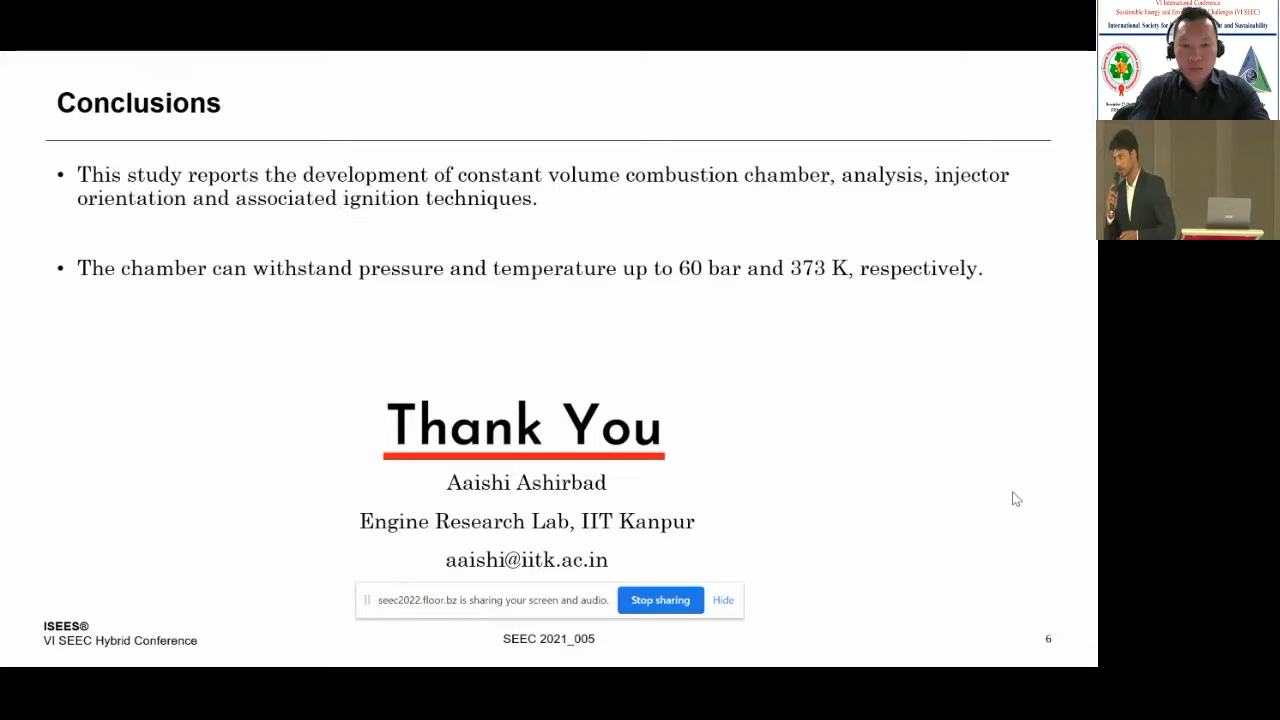 Conclusions
• This study reports the development of constant volume combustion chamber, analysis, injector
orientation and associated ignition techniques.
• The chamber can withstand pressure and temperature up to 60 bar and 373 K, respectively.
Thank You
Aaishi Ashirbad
Engine Research Lab, IIT Kanpur
aaishi@iitk.ac.in
seec2022.floor.bz is sharing your screen and audio. Stop sharing Hide
ISEES®
VI SEEC Hybrid Conference
SEEC 2021_005
6
VI International Conference
Sustainable Energy and Challenges (VI SEEC)
International Society for and Sustainability